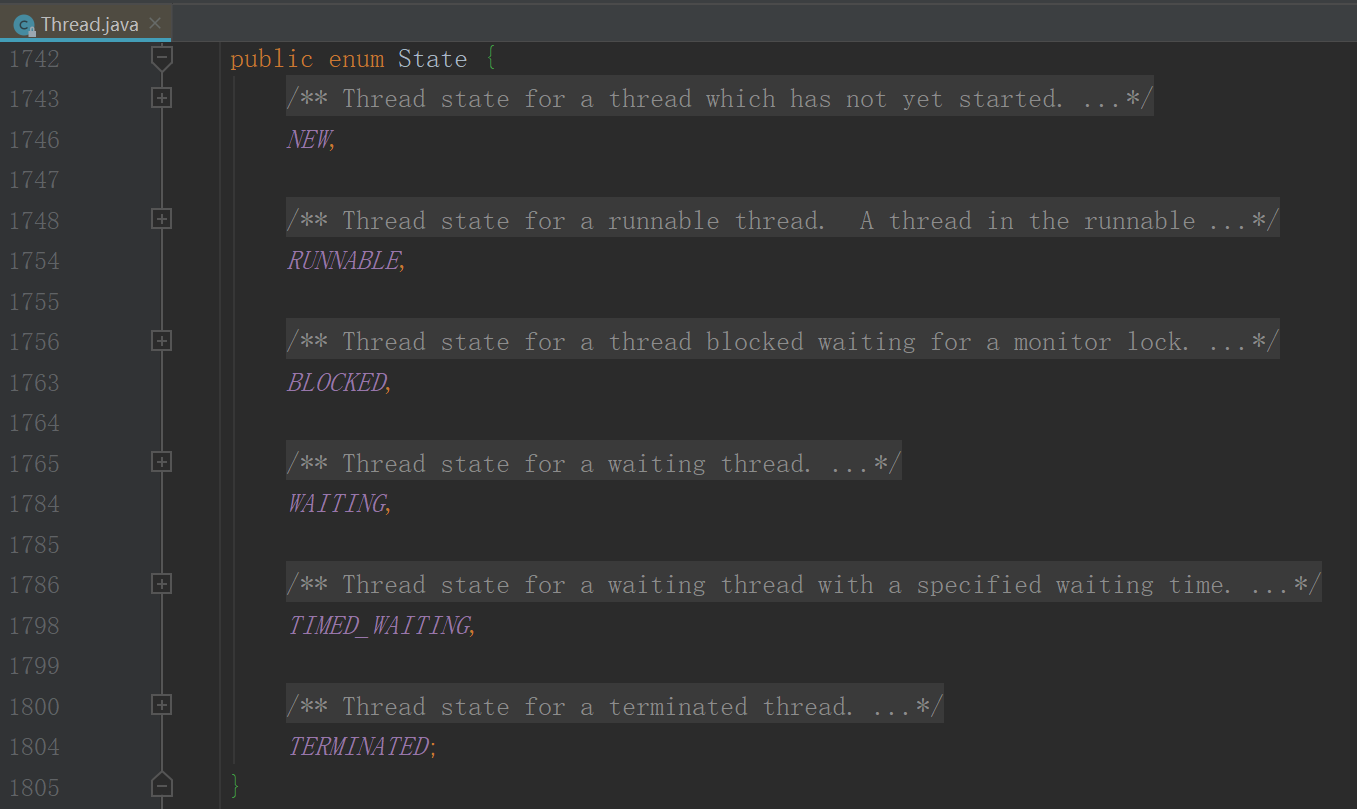 Thread.java
1742 public enum State {
1743 /** Thread state for a thread which has not yet started. ...*/
1746 NEW,
1747
1748 /** Thread state for a runnable thread.  A thread in the runnable ...*/
1754 RUNNABLE,
1755
1756 /** Thread state for a thread blocked waiting for a monitor lock. ...*/
1763 BLOCKED,
1764
1765 /** Thread state for a waiting thread. ...*/
1784 WAITING,
1785
1786 /** Thread state for a waiting thread with a specified waiting time. ...*/
1798 TIMED_WAITING,
1799
1800 /** Thread state for a terminated thread. ...*/
1804 TERMINATED;
1805 }